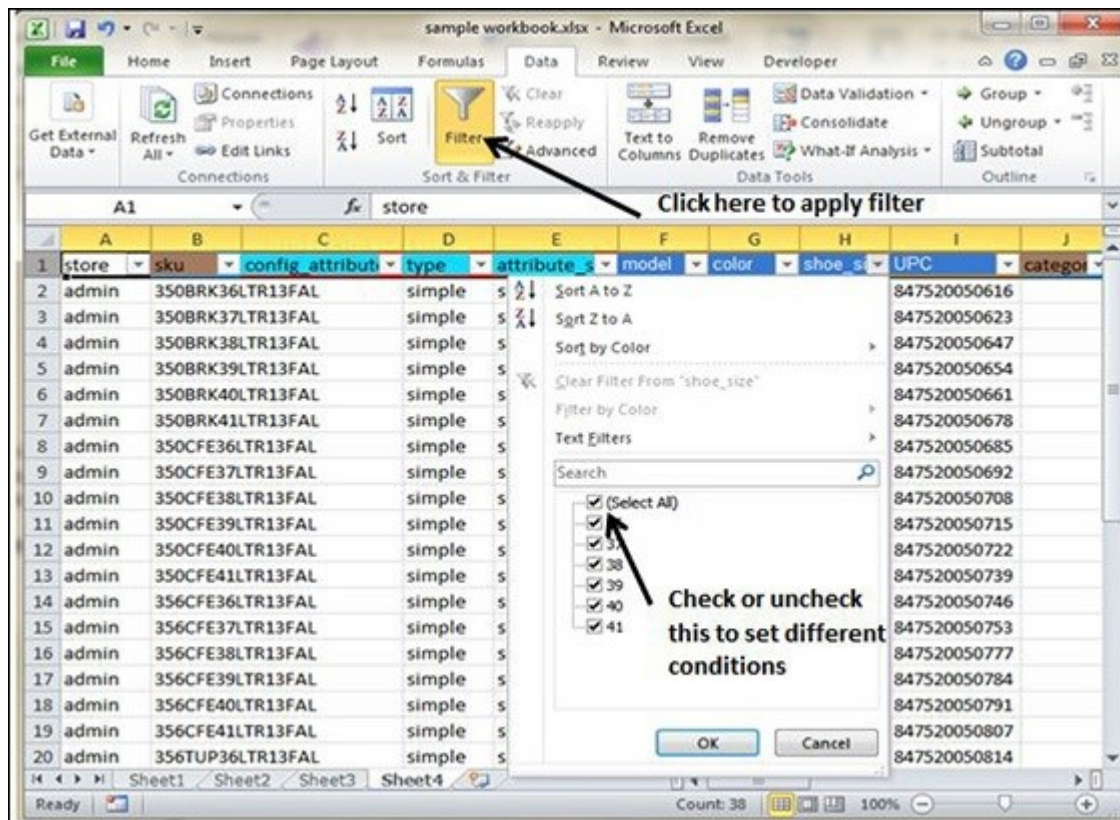 sample workbook.xlsx - Microsoft Excel
File Home Insert Page Layout Formulas Data Review View Developer
Get External Data
Refresh All
Connections
Properties
Edit Links
Connections
Sort
Filter
Clear
Reapply
Advanced
Sort & Filter
Text to Columns
Remove Duplicates
Data Validation
Consolidate
What-If Analysis
Data Tools
Group
Ungroup
Subtotal
Outline
Click here to apply filter
A1 fx store
A B C D E F G H I J
1 store sku config_attribut type attribute_s model color shoe_si UPC categor
2 admin 350BRK36LTR13FAL simple s 847520050616
3 admin 350BRK37LTR13FAL simple s 847520050623
4 admin 350BRK38LTR13FAL simple s 847520050647
5 admin 350BRK39LTR13FAL simple s 847520050654
6 admin 350BRK40LTR13FAL simple s 847520050661
7 admin 350BRK41LTR13FAL simple s 847520050678
8 admin 350CFE36LTR13FAL simple s 847520050685
9 admin 350CFE37LTR13FAL simple s 847520050692
10 admin 350CFE38LTR13FAL simple s 847520050708
11 admin 350CFE39LTR13FAL simple s 847520050715
12 admin 350CFE40LTR13FAL simple s 847520050722
13 admin 350CFE41LTR13FAL simple s 847520050739
14 admin 356CFE36LTR13FAL simple s 847520050746
15 admin 356CFE37LTR13FAL simple s 847520050753
16 admin 356CFE38LTR13FAL simple s 847520050777
17 admin 356CFE39LTR13FAL simple s 847520050784
18 admin 356CFE40LTR13FAL simple s 847520050791
19 admin 356CFE41LTR13FAL simple s 847520050807
20 admin 356TUP36LTR13FAL simple s 847520050814
Sort A to Z
Sort Z to A
Sort by Color
Clear Filter From "shoe_size"
Filter by Color
Text Filters
Search
(Select All)
37
38
39
40
41
Check or uncheck
this to set different
conditions
OK Cancel
Sheet1 Sheet2 Sheet3 Sheet4
Ready Count: 38 100%